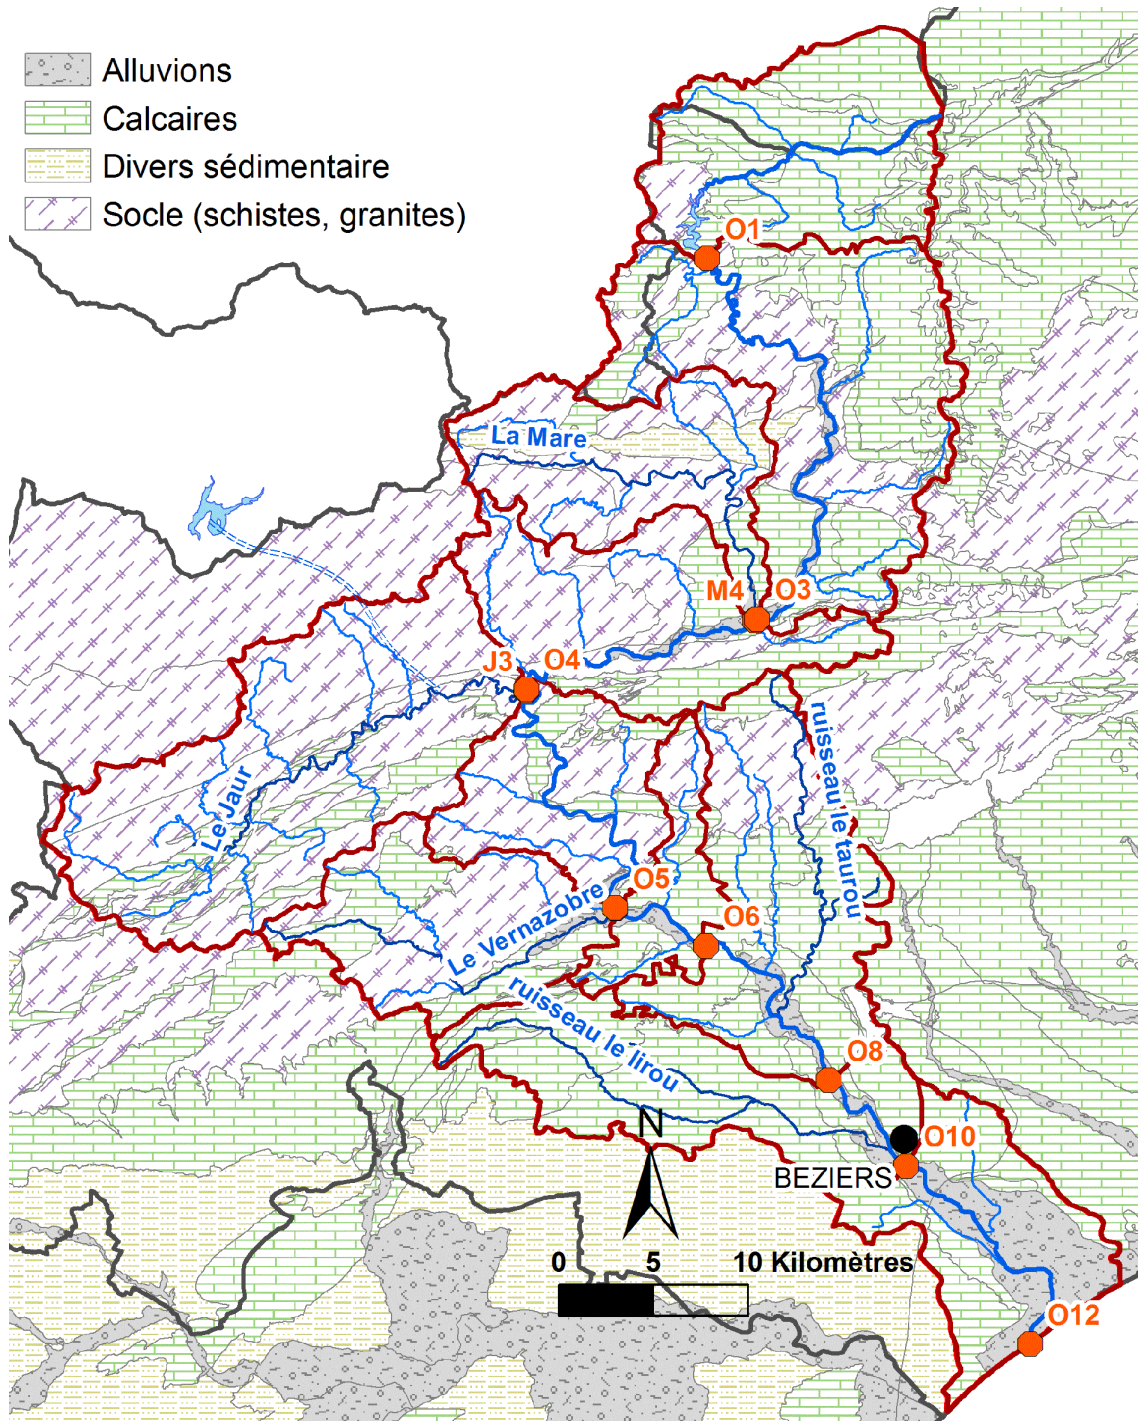 Alluvions
Calcaires
Divers sédimentaire
Socle (schistes, granites)
O1
La Mare
M4
O3
J3
O4
ruisseau le taurou
Le Jaur
O5
Le Vernazobre
O6
ruisseau le lirou
O8
N
O10
BEZIERS
0 5 10 Kilomètres
O12